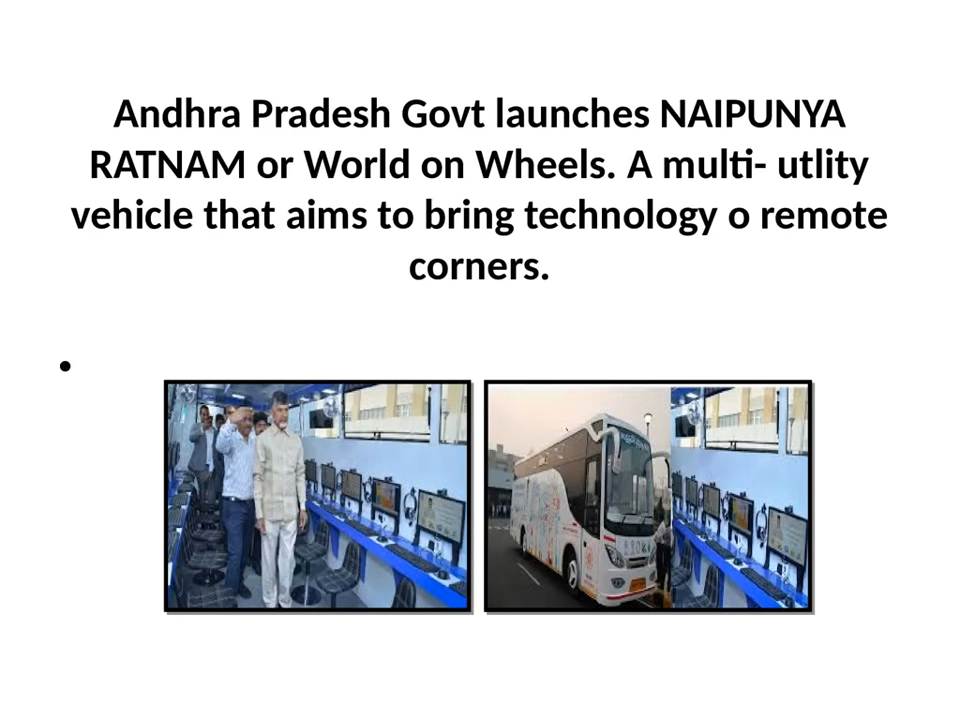 Andhra Pradesh Govt launches NAIPUNYA
RATNAM or World on Wheels. A multi- utlity
vehicle that aims to bring technology o remote
corners.
•